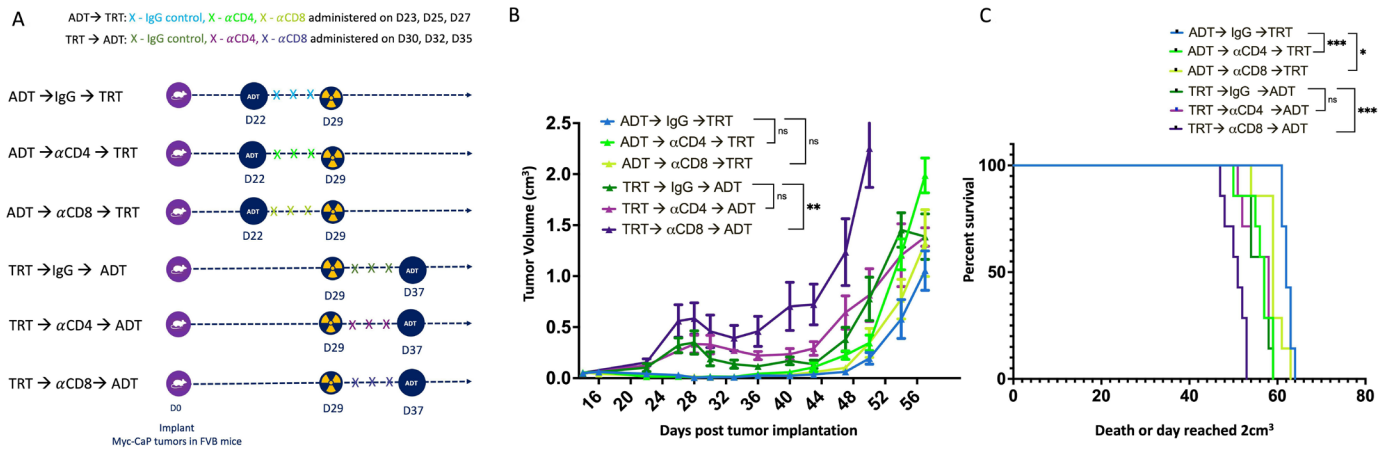 A
ADT→ TRT: X - IgG control, X - αCD4, X - αCD8 administered on D23, D25, D27
TRT → ADT: X - IgG control, X - αCD4, X - αCD8 administered on D30, D32, D35
ADT →IgG → TRT
ADT
X X X
D22
D29
ADT →αCD4 → TRT
ADT
X X X
D22
D29
ADT → αCD8 → TRT
ADT
X X X
D22
D29
TRT →IgG → ADT
X X X
ADT
D29
D37
TRT → αCD4 → ADT
X X X
ADT
D29
D37
TRT → αCD8→ ADT
X X X
ADT
D29
D37
D0
Implant
Myc-CaP tumors in FVB mice
B
ADT→ IgG →TRT
ADT→ αCD4 → TRT
ADT→ αCD8 →TRT
TRT → IgG → ADT
TRT → αCD4 → ADT
TRT→ αCD8 → ADT
ns
ns
ns
**
Tumor Volume (cm³)
2.5
2.0
1.5
1.0
0.5
0.0
16 20 24 28 32 36 40 44 48 52 56
Days post tumor implantation
C
ADT→ IgG →TRT
ADT → αCD4 → TRT
ADT → αCD8 →TRT
TRT →IgG → ADT
TRT →αCD4 →ADT
TRT→ αCD8 → ADT
***
*
ns
***
Percent survival
100
50
0
0 20 40 60 80
Death or day reached 2cm³